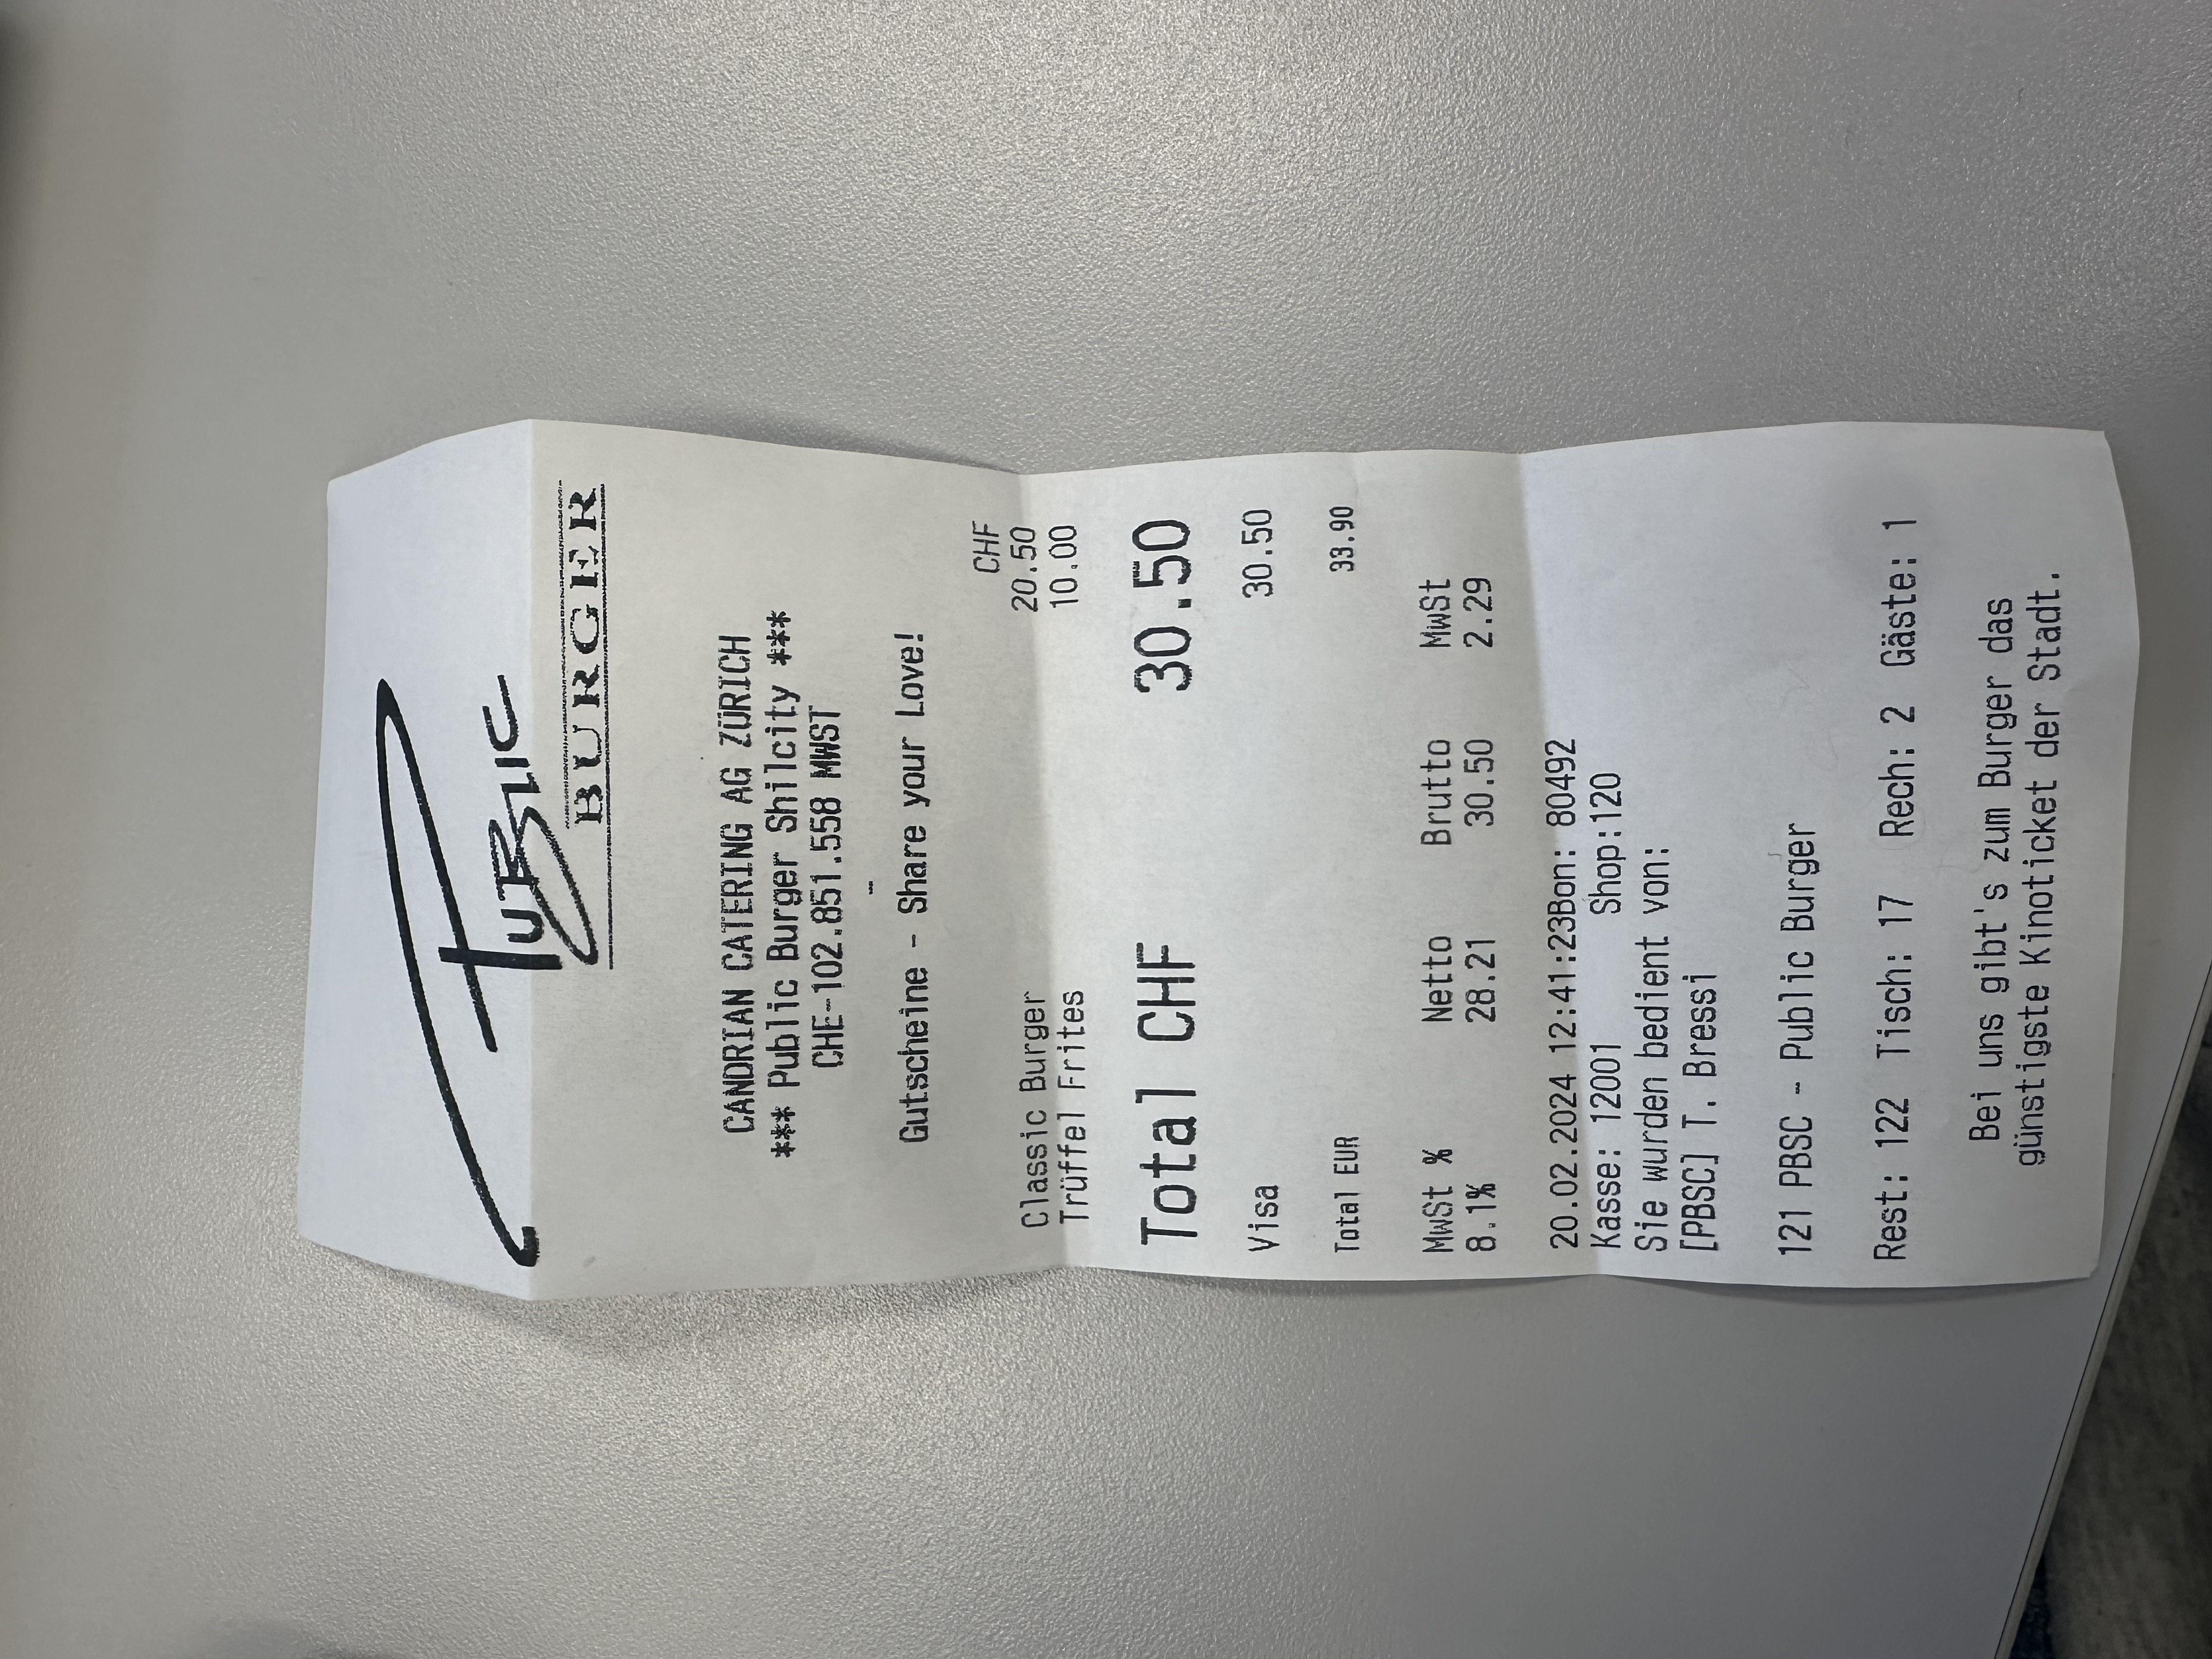 PUBLIC
BURGER
CANDRIAN CATERING AG ZÜRICH
*** Public Burger Shilcity ***
CHE-102.851.558 MWST
-
Gutscheine - Share your Love!
CHF
Classic Burger 20.50
Trüffel Frites 10.00
Total CHF 30.50
Visa 30.50
Total EUR 33.90
MwSt % Netto Brutto MwSt
8.1% 28.21 30.50 2.29
20.02.2024 12:41:23Bon: 80492
Kasse: 12001 Shop:120
Sie wurden bedient von:
[PBSC] T. Bressi
121 PBSC - Public Burger
Rest: 122 Tisch: 17 Rech: 2 Gäste: 1
Bei uns gibt's zum Burger das
günstigste Kinoticket der Stadt.